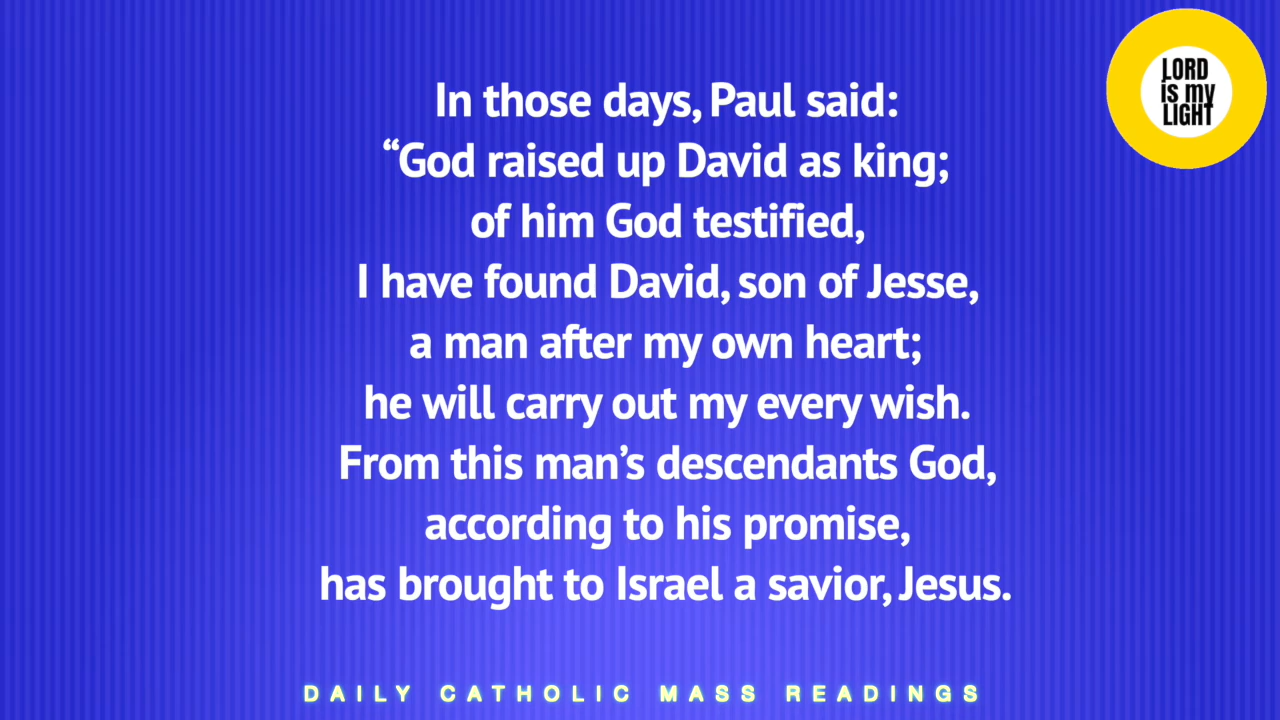 LORD
is my
LIGHT
In those days, Paul said:
“God raised up David as king;
of him God testified,
I have found David, son of Jesse,
a man after my own heart;
he will carry out my every wish.
From this man’s descendants God,
according to his promise,
has brought to Israel a savior, Jesus.
DAILY CATHOLIC MASS READINGS